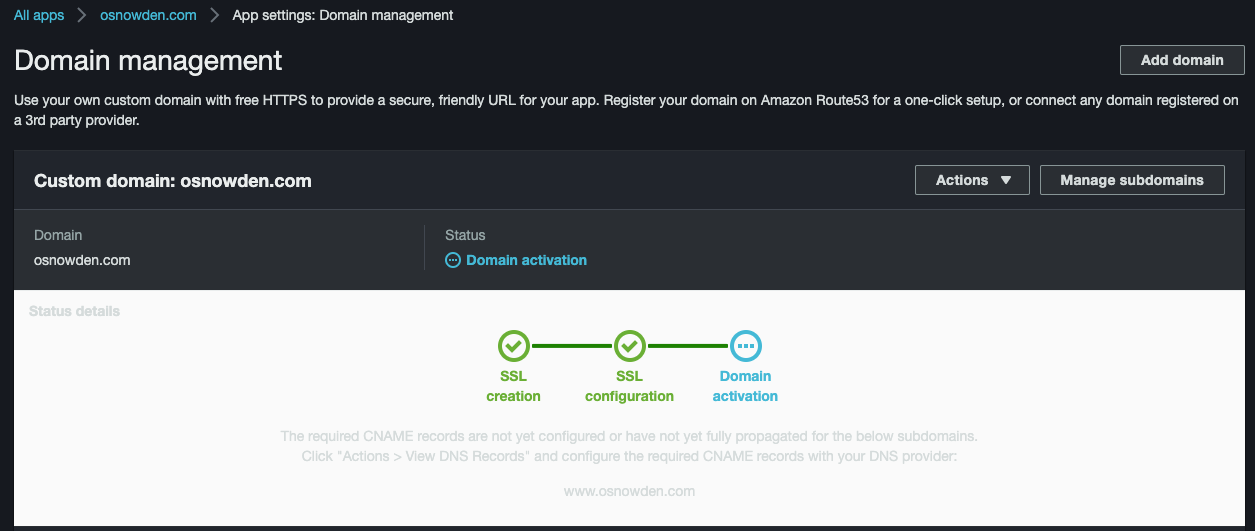 All apps > osnowden.com > App settings: Domain management
Domain management
Add domain
Use your own custom domain with free HTTPS to provide a secure, friendly URL for your app. Register your domain on Amazon Route53 for a one-click setup, or connect any domain registered on
a 3rd party provider.
Custom domain: osnowden.com
Actions ▼
Manage subdomains
Domain
Status
osnowden.com
Domain activation
Status details
SSL
creation
SSL
configuration
Domain
activation
The required CNAME records are not yet configured or have not yet fully propagated for the below subdomains.
Click "Actions > View DNS Records" and configure the required CNAME records with your DNS provider:
www.osnowden.com